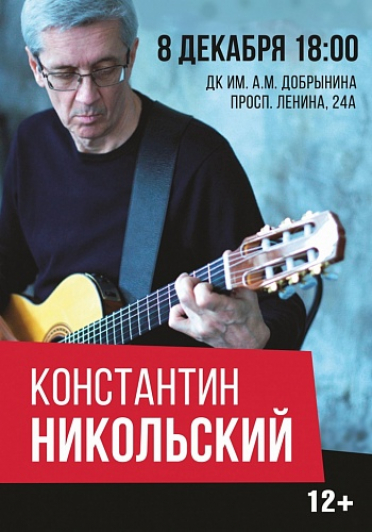 8 ДЕКАБРЯ 18:00
ДК ИМ. А.М. ДОБРЫНИНА
ПРОСП. ЛЕНИНА, 24А
КОНСТАНТИН
НИКОЛЬСКИЙ
12+